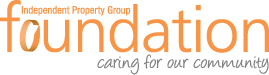 Independent Property Group
foundation
caring for our community